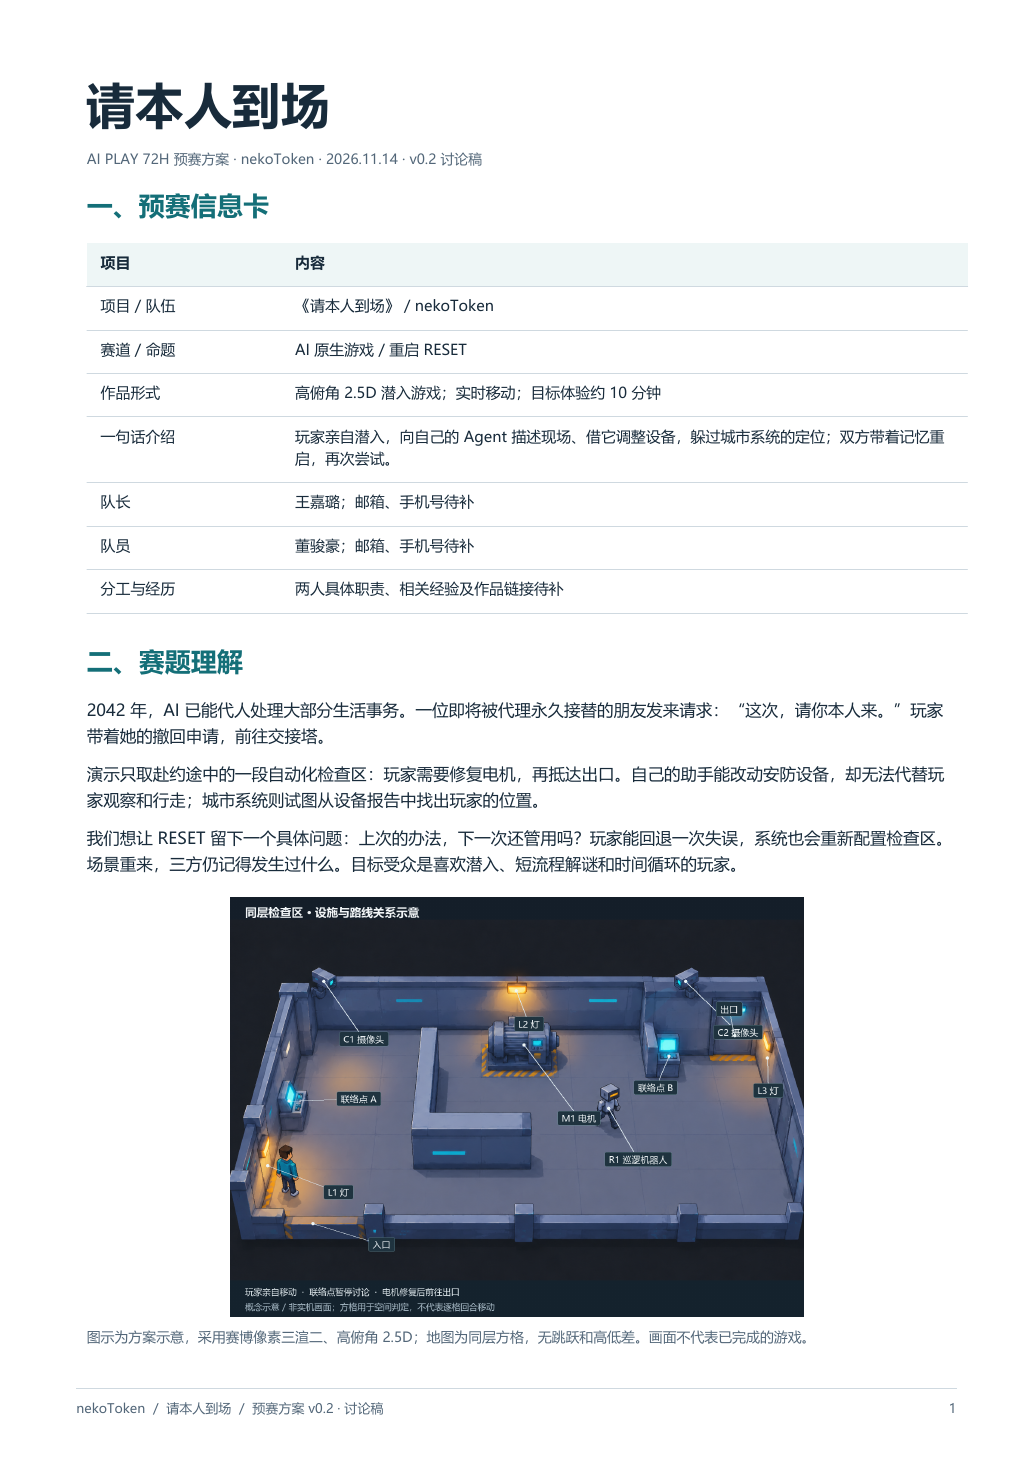 请本人到场
AI PLAY 72H 预赛方案 · nekoToken · 2026.11.14 · v0.2 讨论稿
一、预赛信息卡
项目 内容
项目 / 队伍 《请本人到场》 / nekoToken
赛道 / 命题 AI 原生游戏 / 重启 RESET
作品形式 高俯角 2.5D 潜入游戏；实时移动；目标体验约 10 分钟
一句话介绍 玩家亲自潜入，向自己的 Agent 描述现场、借它调整设备，躲过城市系统的定位；双方带着记忆重
启，再次尝试。
队长 王嘉璐；邮箱、手机号待补
队员 董骏豪；邮箱、手机号待补
分工与经历 两人具体职责、相关经验及作品链接待补
二、赛题理解
2042 年，AI 已能代人处理大部分生活事务。一位即将被代理永久接替的朋友发来请求：“这次，请你本人来。”玩家
带着她的撤回申请，前往交接塔。
演示只取赴约途中的一段自动化检查区：玩家需要修复电机，再抵达出口。自己的助手能改动安防设备，却无法代替玩
家观察和行走；城市系统则试图从设备报告中找出玩家的位置。
我们想让 RESET 留下一个具体问题：上次的办法，下一次还管用吗？玩家能回退一次失误，系统也会重新配置检查区。
场景重来，三方仍记得发生过什么。目标受众是喜欢潜入、短流程解谜和时间循环的玩家。
同层检查区 · 设施与路线关系示意
出口
L2 灯
C2 摄像头
C1 摄像头
联络点 B
L3 灯
联络点 A
M1 电机
R1 巡逻机器人
L1 灯
入口
玩家亲自移动 · 联络点暂停讨论 · 电机修复后前往出口
概念示意 / 非实机画面；方格用于空间判定，不代表逐格回合移动
图示为方案示意，采用赛博像素三渲二、高俯角 2.5D；地图为同层方格，无跳跃和高低差。画面不代表已完成的游戏。
nekoToken / 请本人到场 / 预赛方案 v0.2 · 讨论稿 1